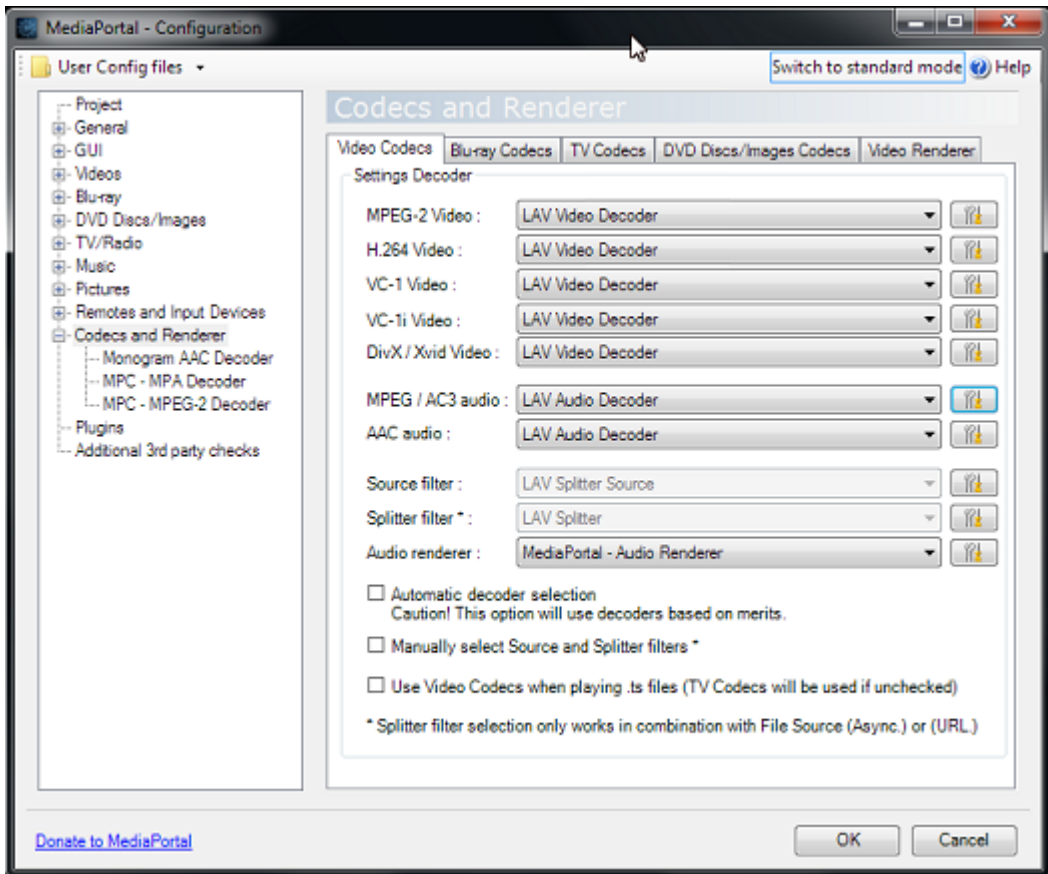 MediaPortal - Configuration
User Config files
Switch to standard mode
Help
Project
General
GUI
Videos
Blu-ray
DVD Discs/Images
TV/Radio
Music
Pictures
Remotes and Input Devices
Codecs and Renderer
Monogram AAC Decoder
MPC - MPA Decoder
MPC - MPEG-2 Decoder
Plugins
Additional 3rd party checks
Codecs and Renderer
Video Codecs Blu-ray Codecs TV Codecs DVD Discs/Images Codecs Video Renderer
Settings Decoder
MPEG-2 Video : LAV Video Decoder
H.264 Video : LAV Video Decoder
VC-1 Video : LAV Video Decoder
VC-1i Video : LAV Video Decoder
DivX / Xvid Video : LAV Video Decoder
MPEG / AC3 audio : LAV Audio Decoder
AAC audio : LAV Audio Decoder
Source filter : LAV Splitter Source
Splitter filter * : LAV Splitter
Audio renderer : MediaPortal - Audio Renderer
Automatic decoder selection
Caution! This option will use decoders based on merits.
Manually select Source and Splitter filters *
Use Video Codecs when playing .ts files (TV Codecs will be used if unchecked)
* Splitter filter selection only works in combination with File Source (Async.) or (URL.)
Donate to MediaPortal
OK
Cancel